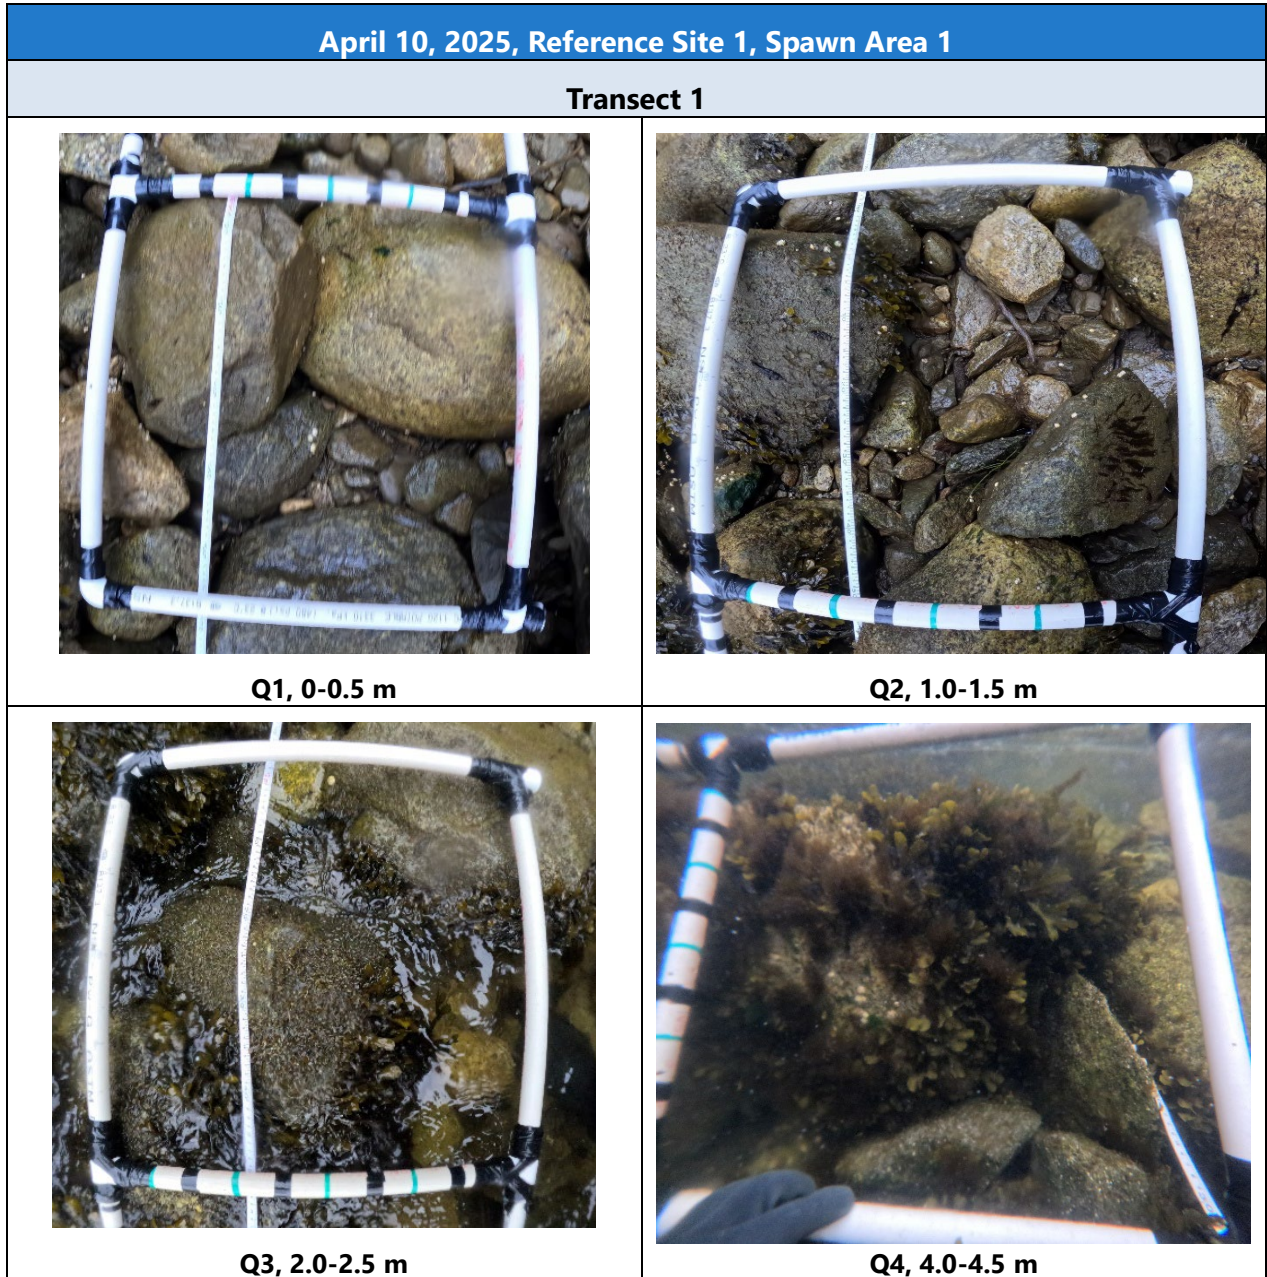 April 10, 2025, Reference Site 1, Spawn Area 1
Transect 1
Q1, 0-0.5 m
Q2, 1.0-1.5 m
Q3, 2.0-2.5 m
Q4, 4.0-4.5 m